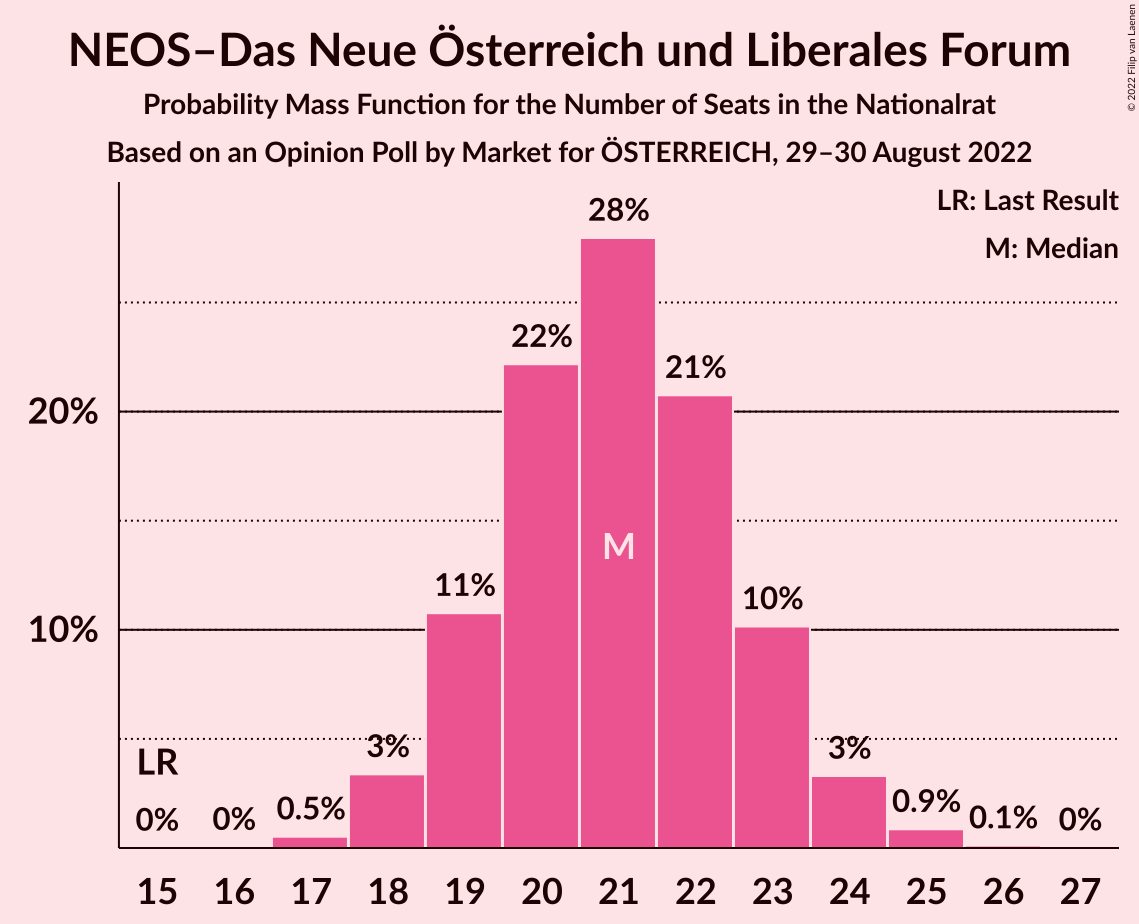 NEOS–Das Neue Österreich und Liberales Forum
Probability Mass Function for the Number of Seats in the Nationalrat
Based on an Opinion Poll by Market for ÖSTERREICH, 29–30 August 2022
© 2022 Filip van Laenen
LR: Last Result
M: Median
28%
22%
21%
20%
M
11%
10%
10%
3%
3%
LR
0%
0%
0.5%
0.9%
0.1%
0%
15 16 17 18 19 20 21 22 23 24 25 26 27